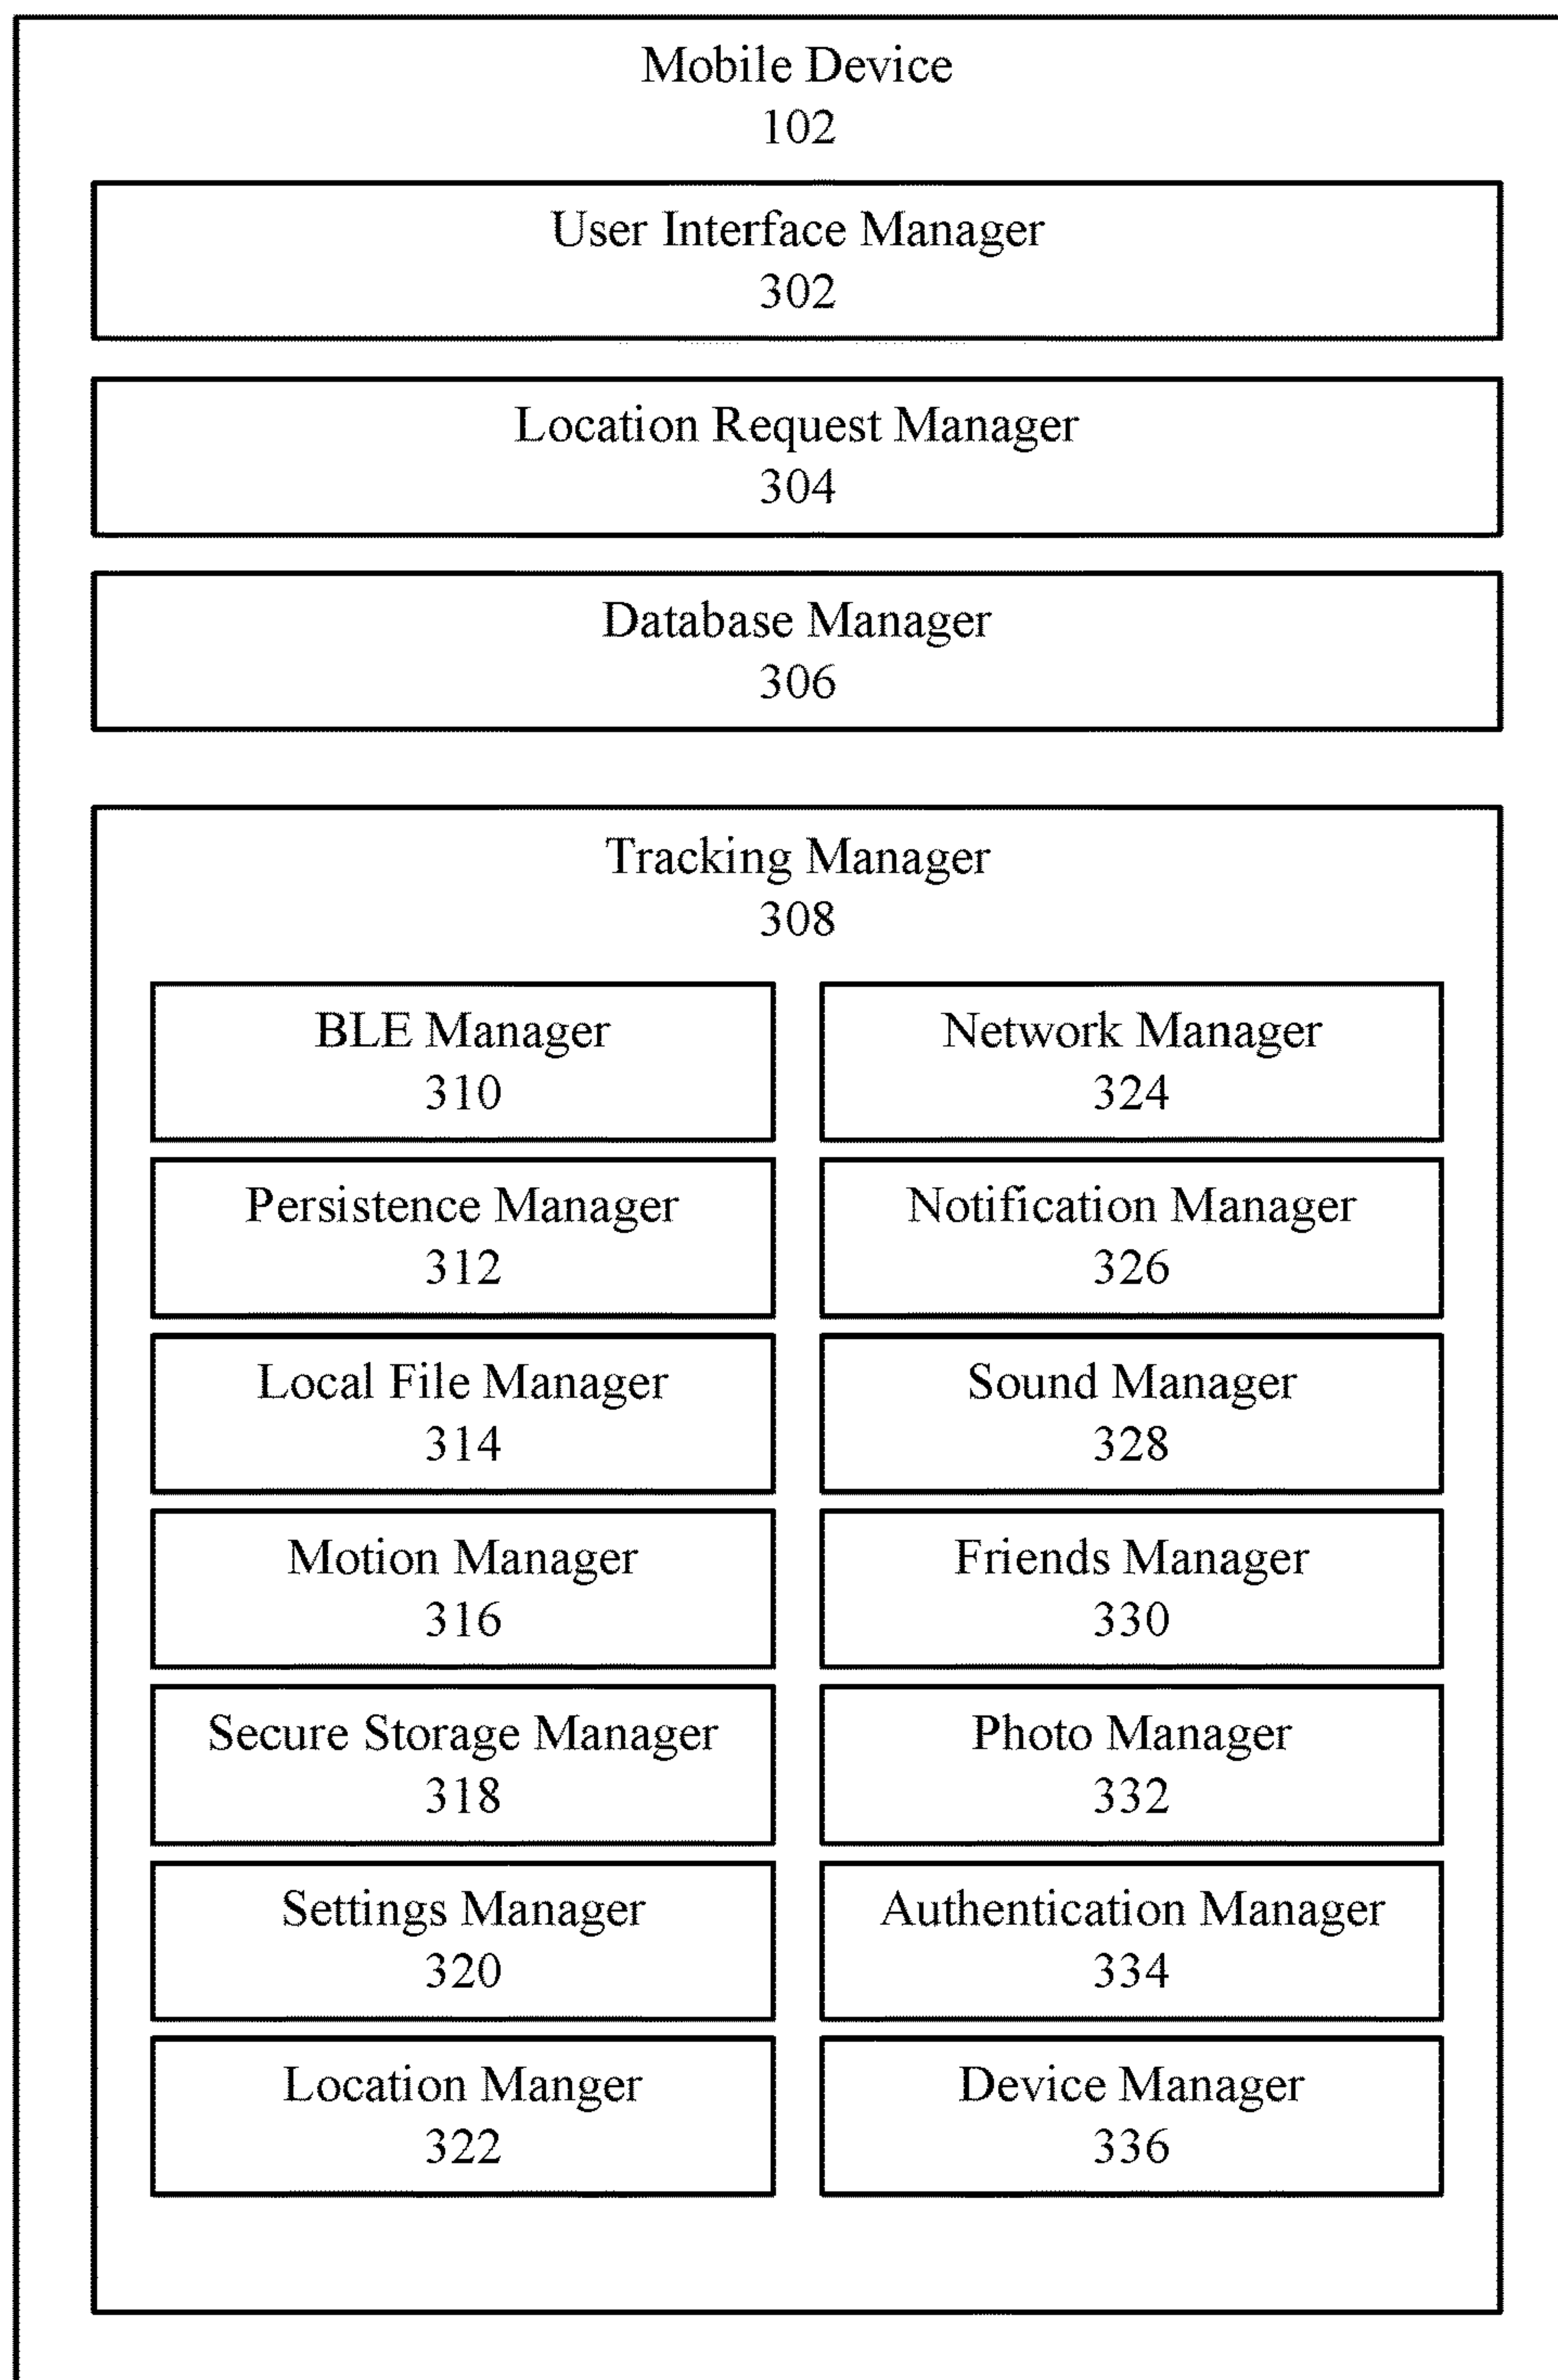 Mobile Device
102
User Interface Manager
302
Location Request Manager
304
Database Manager
306
Tracking Manager
308
BLE Manager
310
Network Manager
324
Persistence Manager
312
Notification Manager
326
Local File Manager
314
Sound Manager
328
Motion Manager
316
Friends Manager
330
Secure Storage Manager
318
Photo Manager
332
Settings Manager
320
Authentication Manager
334
Location Manger
322
Device Manager
336